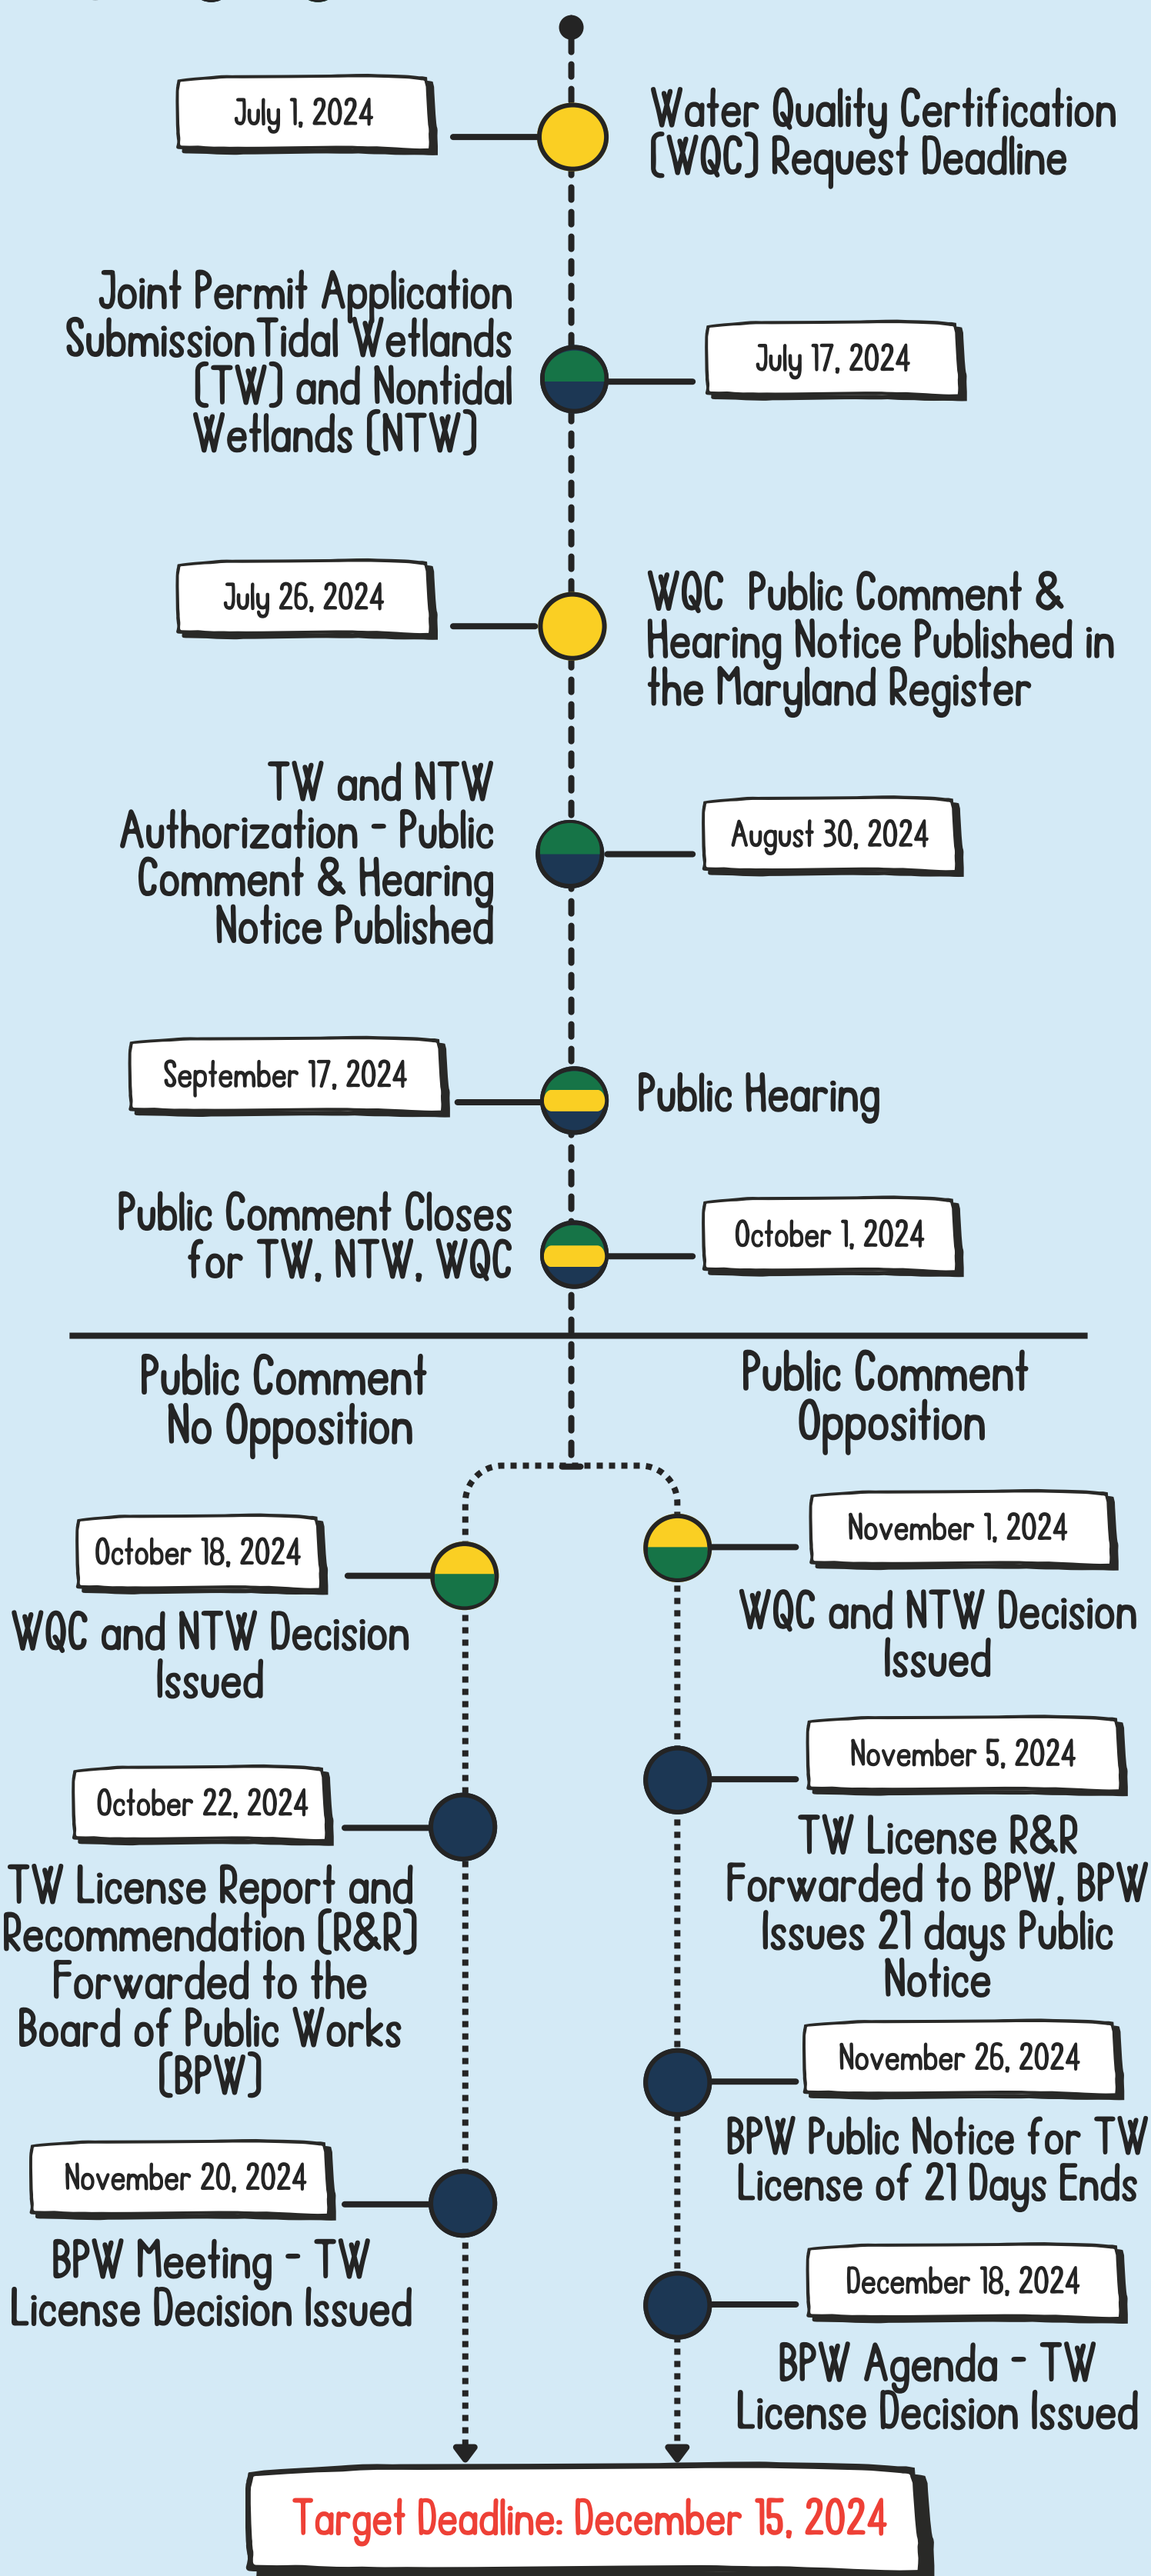 July 1, 2024
Water Quality Certification
(WQC) Request Deadline
Joint Permit Application
SubmissionTidal Wetlands
(TW) and Nontidal
Wetlands (NTW)
July 17, 2024
July 26, 2024
WQC Public Comment &
Hearing Notice Published in
the Maryland Register
TW and NTW
Authorization - Public
Comment & Hearing
Notice Published
August 30, 2024
September 17, 2024
Public Hearing
Public Comment Closes
for TW, NTW, WQC
October 1, 2024
Public Comment
No Opposition
October 18, 2024
WQC and NTW Decision
Issued
October 22, 2024
TW License Report and
Recommendation (R&R)
Forwarded to the
Board of Public Works
(BPW)
November 20, 2024
BPW Meeting - TW
License Decision Issued
Public Comment
Opposition
November 1, 2024
WQC and NTW Decision
Issued
November 5, 2024
TW License R&R
Forwarded to BPW, BPW
Issues 21 days Public
Notice
November 26, 2024
BPW Public Notice for TW
License of 21 Days Ends
December 18, 2024
BPW Agenda - TW
License Decision Issued
Target Deadline: December 15, 2024